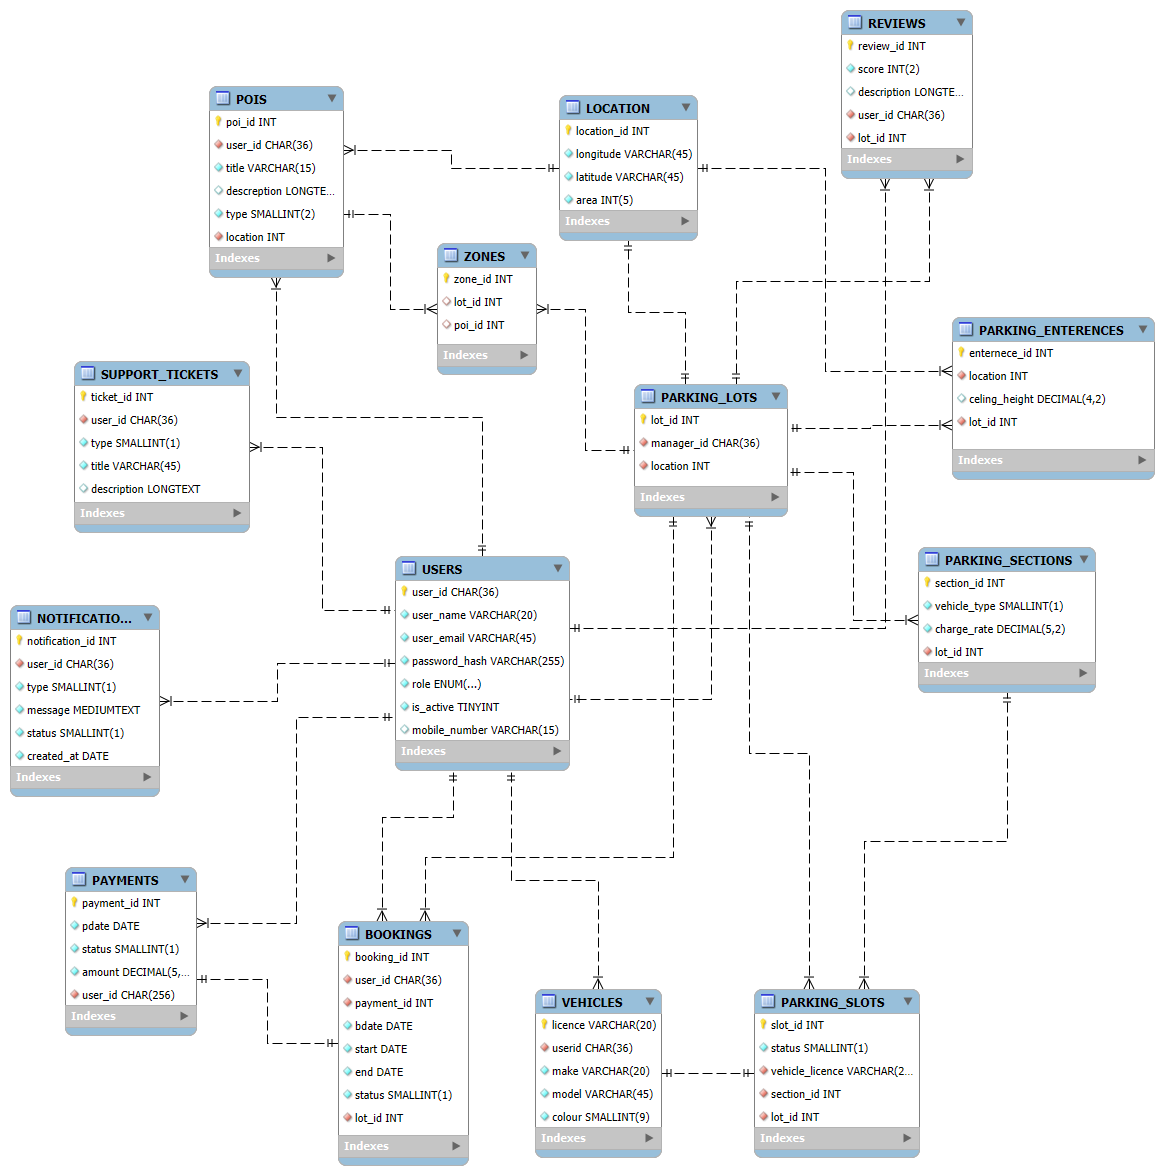 REVIEWS
review_id INT
score INT(2)
description LONGTE...
user_id CHAR(36)
lot_id INT
Indexes
POIS
poi_id INT
user_id CHAR(36)
title VARCHAR(15)
descreption LONGTE...
type SMALLINT(2)
location INT
Indexes
LOCATION
location_id INT
longitude VARCHAR(45)
latitude VARCHAR(45)
area INT(5)
Indexes
ZONES
zone_id INT
lot_id INT
poi_id INT
Indexes
PARKING_ENTERENCES
enternece_id INT
location INT
celing_height DECIMAL(4,2)
lot_id INT
Indexes
SUPPORT_TICKETS
ticket_id INT
user_id CHAR(36)
type SMALLINT(1)
title VARCHAR(45)
description LONGTEXT
Indexes
PARKING_LOTS
lot_id INT
manager_id CHAR(36)
location INT
Indexes
PARKING_SECTIONS
section_id INT
vehicle_type SMALLINT(1)
charge_rate DECIMAL(5,2)
lot_id INT
Indexes
USERS
user_id CHAR(36)
user_name VARCHAR(20)
user_email VARCHAR(45)
password_hash VARCHAR(255)
role ENUM(...)
is_active TINYINT
mobile_number VARCHAR(15)
Indexes
NOTIFICATIO...
notification_id INT
user_id CHAR(36)
type SMALLINT(1)
message MEDIUMTEXT
status SMALLINT(1)
created_at DATE
Indexes
PAYMENTS
payment_id INT
pdate DATE
status SMALLINT(1)
amount DECIMAL(5,...
user_id CHAR(256)
Indexes
BOOKINGS
booking_id INT
user_id CHAR(36)
payment_id INT
bdate DATE
start DATE
end DATE
status SMALLINT(1)
lot_id INT
Indexes
VEHICLES
licence VARCHAR(20)
userid CHAR(36)
make VARCHAR(20)
model VARCHAR(45)
colour SMALLINT(9)
Indexes
PARKING_SLOTS
slot_id INT
status SMALLINT(1)
vehicle_licence VARCHAR(2...
section_id INT
lot_id INT
Indexes